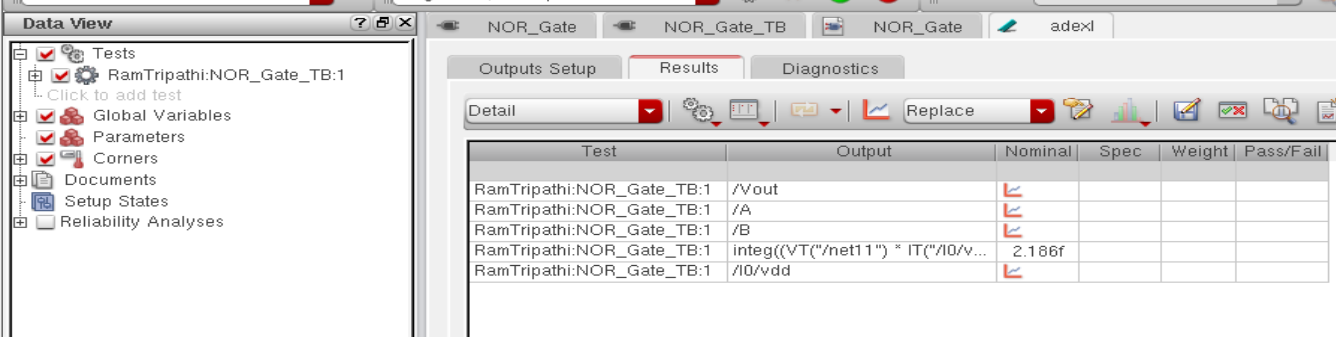 Data View
NOR_Gate NOR_Gate_TB NOR_Gate adexl
Tests
RamTripathi:NOR_Gate_TB:1
Click to add test
Global Variables
Parameters
Corners
Documents
Setup States
Reliability Analyses
Outputs Setup Results Diagnostics
Detail Replace
Test Output Nominal Spec Weight Pass/Fail
RamTripathi:NOR_Gate_TB:1 /Vout
RamTripathi:NOR_Gate_TB:1 /A
RamTripathi:NOR_Gate_TB:1 /B
RamTripathi:NOR_Gate_TB:1 integ((VT("/net11") * IT("/I0/v... 2.186f
RamTripathi:NOR_Gate_TB:1 /I0/vdd